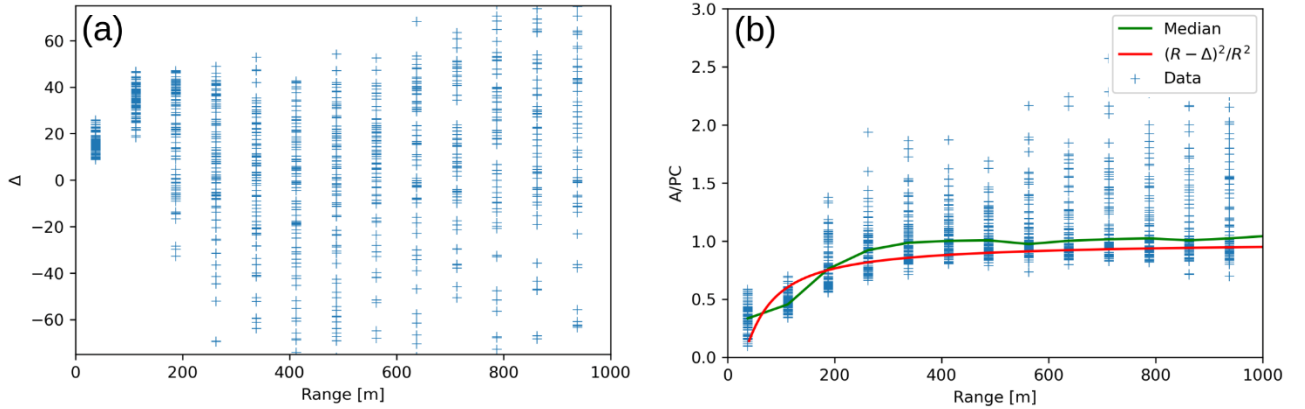 (a)
60
40
20
0
−20
−40
−60
Δ
0 200 400 600 800 1000
Range [m]
(b)
3.0
2.5
2.0
1.5
1.0
0.5
0.0
A/PC
Median
(R − Δ)²/R²
Data
0 200 400 600 800 1000
Range [m]